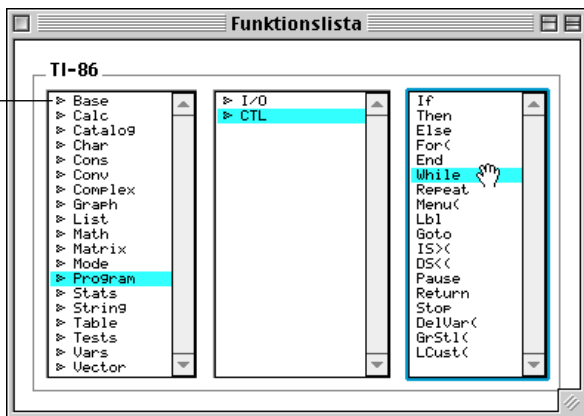 Funktionslista
TI-86
Base
Calc
Catalog
Char
Cons
Conv
Complex
Graph
List
Math
Matrix
Mode
Program
Stats
String
Table
Tests
Vars
Vector
I/O
CTL
If
Then
Else
For(
End
While
Repeat
Menu(
Lbl
Goto
IS>(
DS<(
Pause
Return
Stop
DelVar(
GrStl(
LCust(